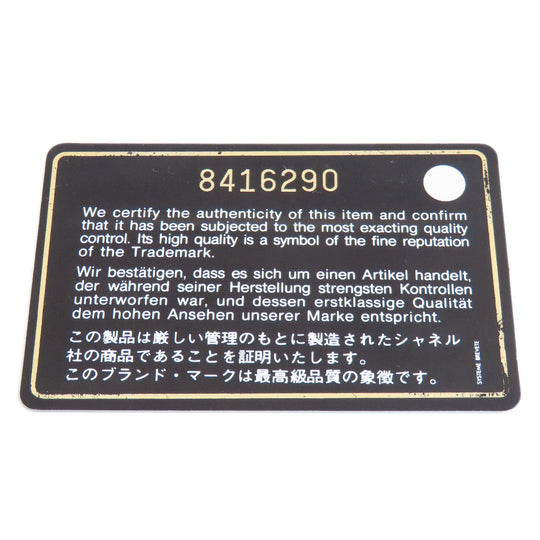 8416290
We certify the authenticity of this item and confirm
that it has been subjected to the most exacting quality
control. Its high quality is a symbol of the fine reputation
of the Trademark.
Wir bestätigen, dass es sich um einen Artikel handelt,
der während seiner Herstellung strengsten Kontrollen
unterworfen war, und dessen erstklassige Qualität
dem hohen Ansehen unserer Marke entspricht.
この製品は厳しい管理のもとに製造されたシャネル
社の商品であることを証明いたします。
このブランド・マークは最高級品質の象徴です。
SYSTEME BREVETE